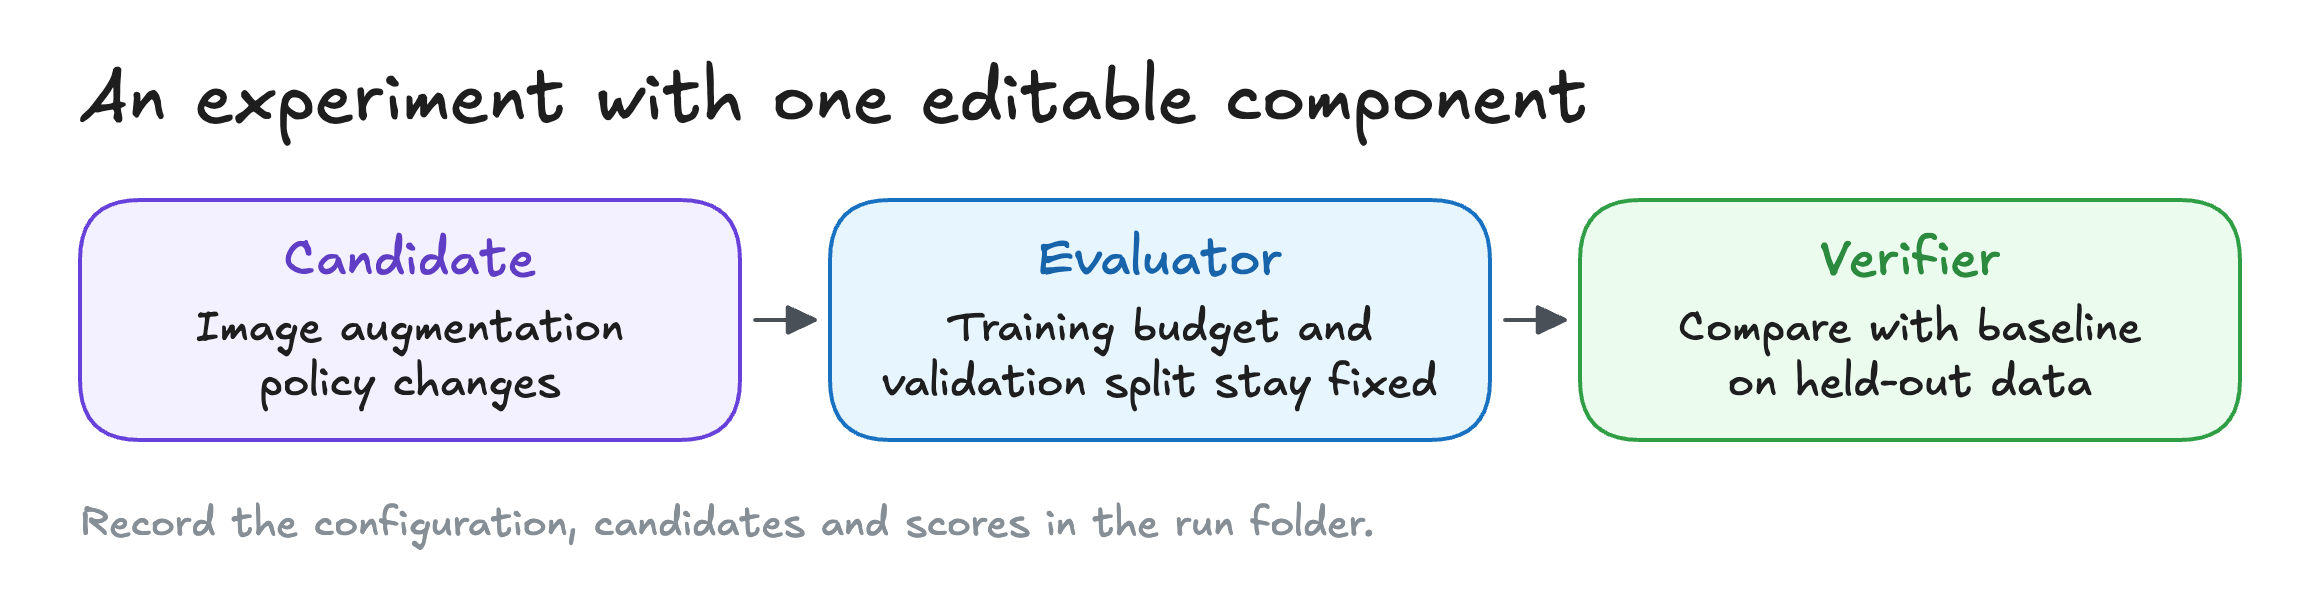 An experiment with one editable component
Candidate
Image augmentation
policy changes
Evaluator
Training budget and
validation split stay fixed
Verifier
Compare with baseline
on held-out data
Record the configuration, candidates and scores in the run folder.